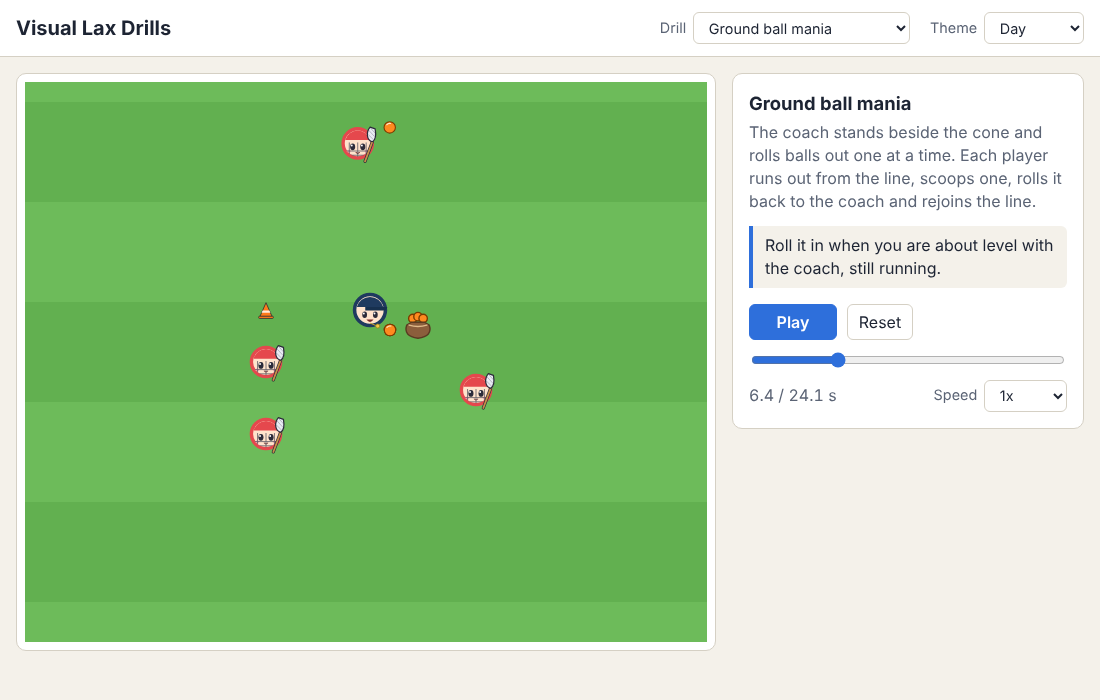 Visual Lax Drills
Drill
Ground ball mania
Theme
Day
Ground ball mania
The coach stands beside the cone and
rolls balls out one at a time. Each player
runs out from the line, scoops one, rolls it
back to the coach and rejoins the line.
Roll it in when you are about level with
the coach, still running.
Play
Reset
6.4 / 24.1 s
Speed
1x